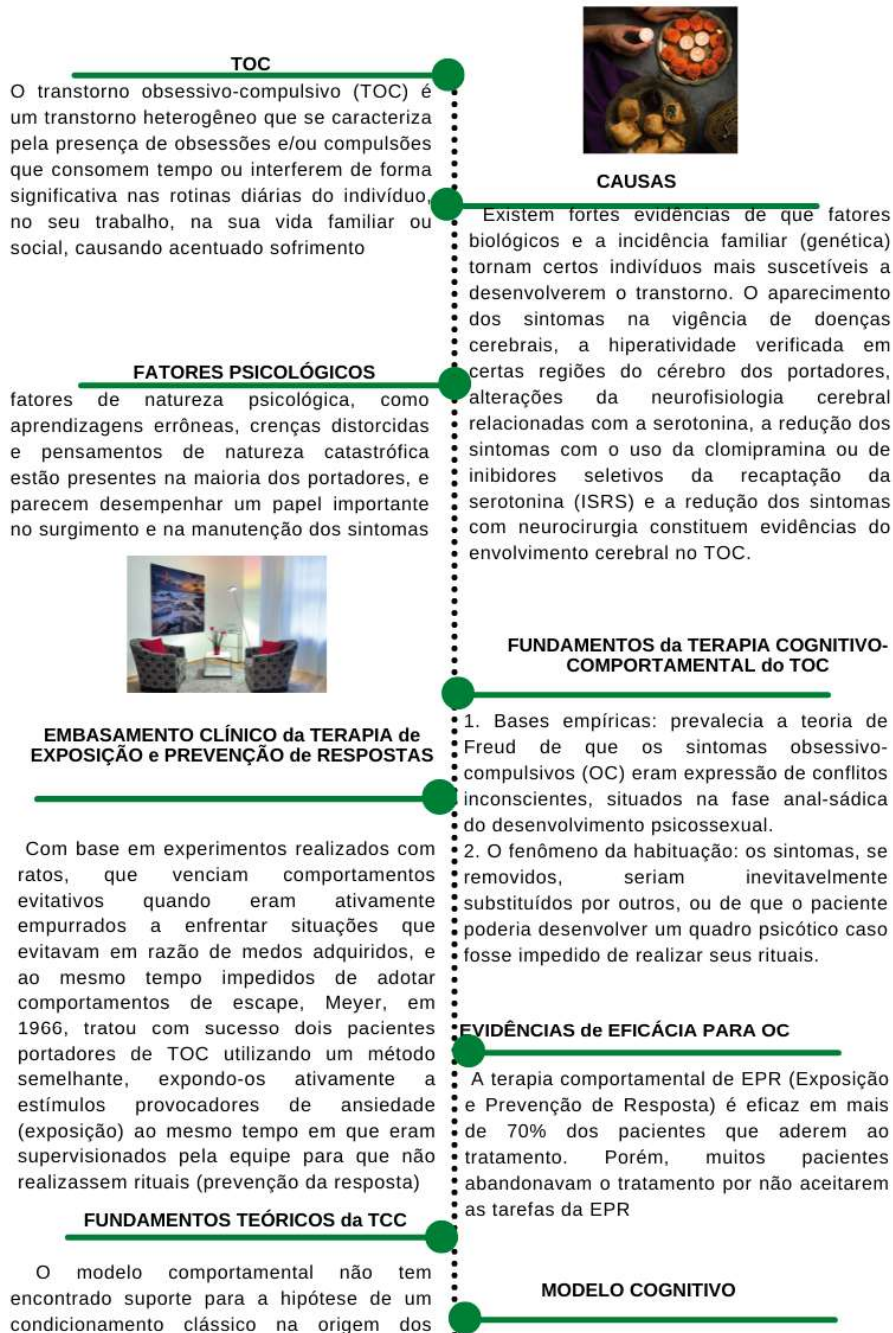 TOC
O transtorno obsessivo-compulsivo (TOC) é
um transtorno heterogêneo que se caracteriza
pela presença de obsessões e/ou compulsões
que consomem tempo ou interferem de forma
significativa nas rotinas diárias do indivíduo,
no seu trabalho, na sua vida familiar ou
social, causando acentuado sofrimento
CAUSAS
Existem fortes evidências de que fatores
biológicos e a incidência familiar (genética)
tornam certos indivíduos mais suscetíveis a
desenvolverem o transtorno. O aparecimento
dos sintomas na vigência de doenças
cerebrais, a hiperatividade verificada em
certas regiões do cérebro dos portadores,
alterações da neurofisiologia cerebral
relacionadas com a serotonina, a redução dos
sintomas com o uso da clomipramina ou de
inibidores seletivos da recaptação da
serotonina (ISRS) e a redução dos sintomas
com neurocirurgia constituem evidências do
envolvimento cerebral no TOC.
FATORES PSICOLÓGICOS
fatores de natureza psicológica, como
aprendizagens errôneas, crenças distorcidas
e pensamentos de natureza catastrófica
estão presentes na maioria dos portadores, e
parecem desempenhar um papel importante
no surgimento e na manutenção dos sintomas
FUNDAMENTOS da TERAPIA COGNITIVO-
COMPORTAMENTAL do TOC
1. Bases empíricas: prevalecia a teoria de
Freud de que os sintomas obsessivo-
compulsivos (OC) eram expressão de conflitos
inconscientes, situados na fase anal-sádica
do desenvolvimento psicossexual.
2. O fenômeno da habituação: os sintomas, se
removidos, seriam inevitavelmente
substituídos por outros, ou de que o paciente
poderia desenvolver um quadro psicótico caso
fosse impedido de realizar seus rituais.
EMBASAMENTO CLÍNICO da TERAPIA de
EXPOSIÇÃO e PREVENÇÃO de RESPOSTAS
Com base em experimentos realizados com
ratos, que venciam comportamentos
evitativos quando eram ativamente
empurrados a enfrentar situações que
evitavam em razão de medos adquiridos, e
ao mesmo tempo impedidos de adotar
comportamentos de escape, Meyer, em
1966, tratou com sucesso dois pacientes
portadores de TOC utilizando um método
semelhante, expondo-os ativamente a
estímulos provocadores de ansiedade
(exposição) ao mesmo tempo em que eram
supervisionados pela equipe para que não
realizassem rituais (prevenção da resposta)
EVIDÊNCIAS de EFICÁCIA PARA OC
A terapia comportamental de EPR (Exposição
e Prevenção de Resposta) é eficaz em mais
de 70% dos pacientes que aderem ao
tratamento. Porém, muitos pacientes
abandonavam o tratamento por não aceitarem
as tarefas da EPR
FUNDAMENTOS TEÓRICOS da TCC
O modelo comportamental não tem
encontrado suporte para a hipótese de um
condicionamento clássico na origem dos
MODELO COGNITIVO